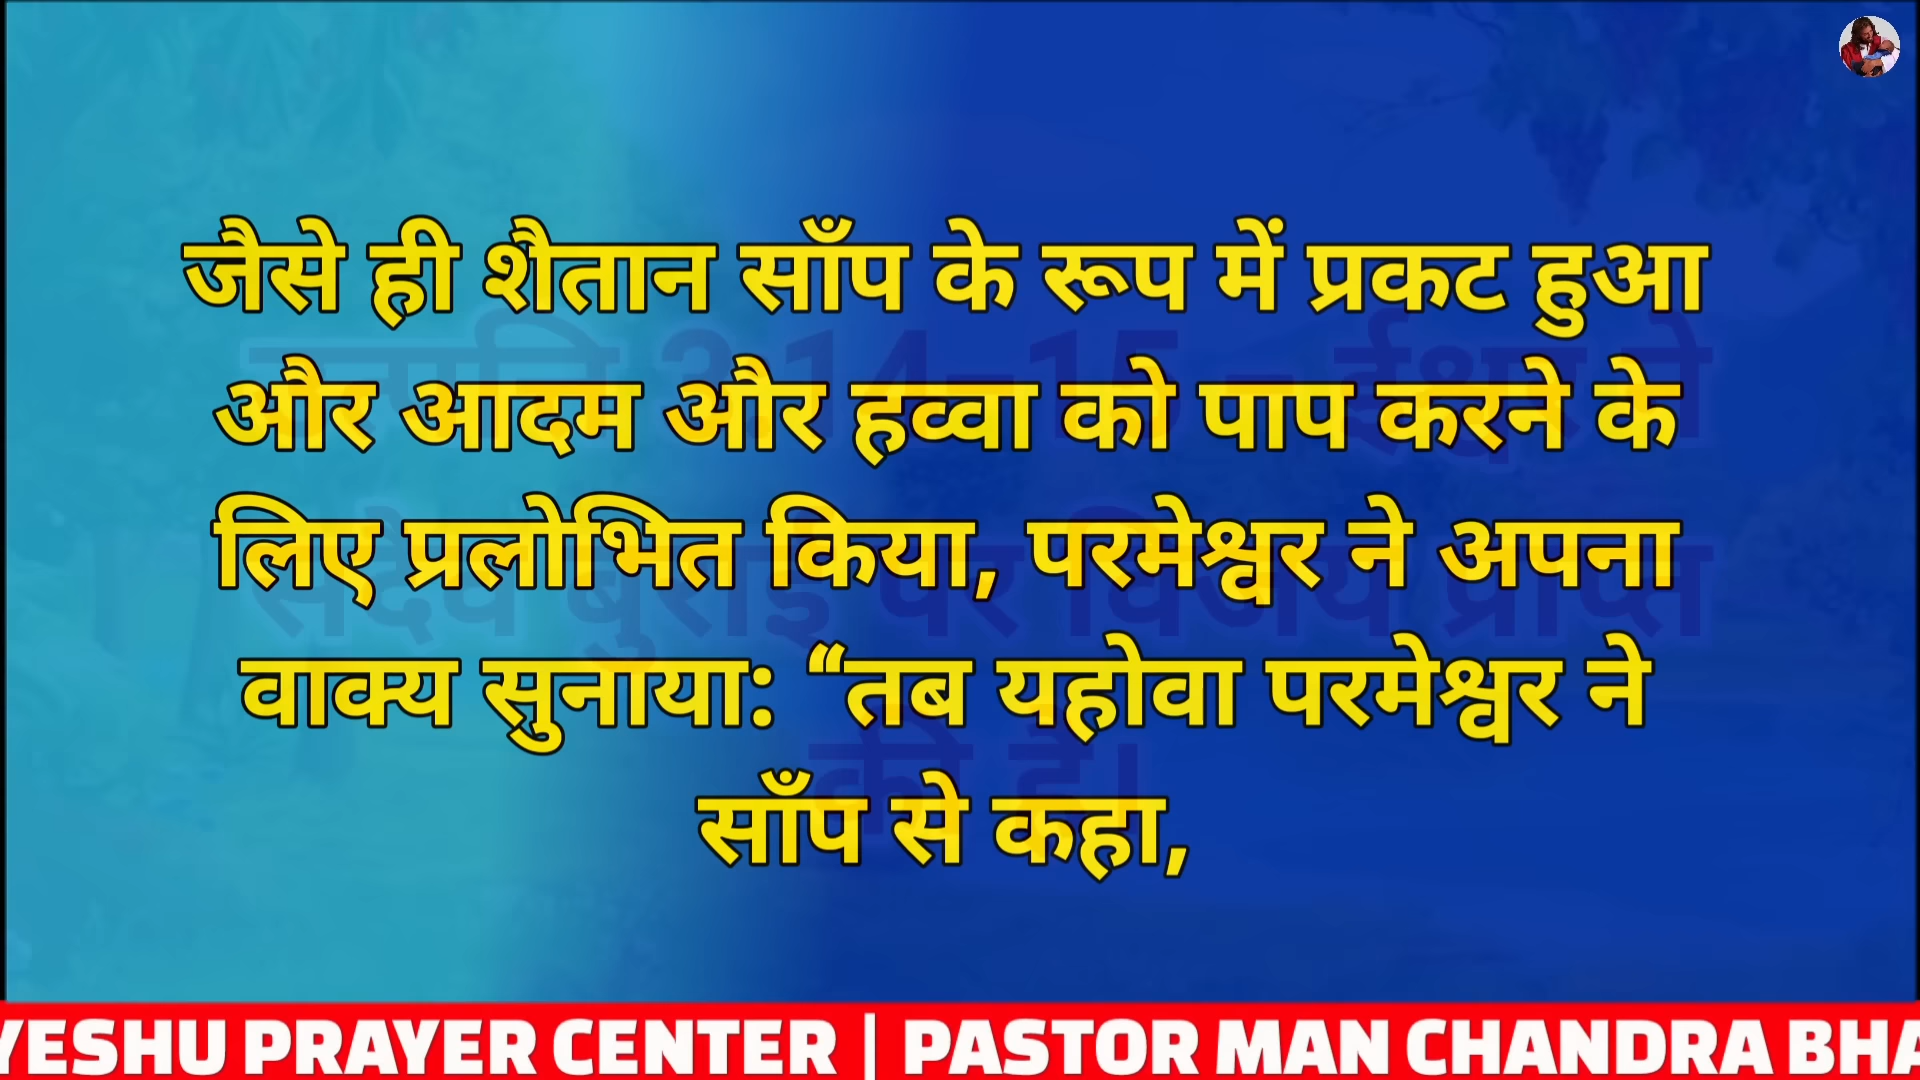 जैसे ही शैतान साँप के रूप में प्रकट हुआ
और आदम और हव्वा को पाप करने के
लिए प्रलोभित किया, परमेश्वर ने अपना
वाक्य सुनाया: “तब यहोवा परमेश्वर ने
साँप से कहा,
YESHU PRAYER CENTER | PASTOR MAN CHANDRA BHA